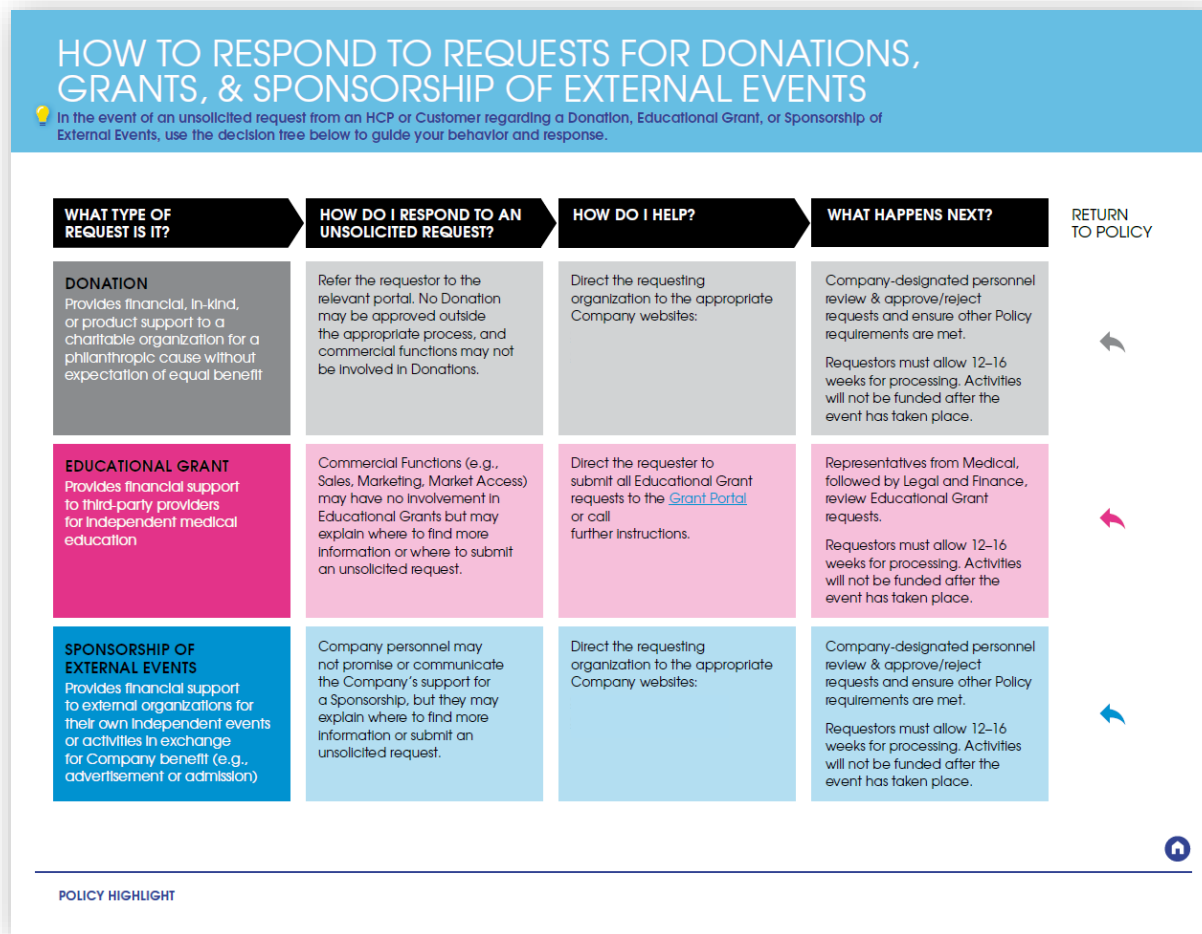 HOW TO RESPOND TO REQUESTS FOR DONATIONS,
GRANTS, & SPONSORSHIP OF EXTERNAL EVENTS
In the event of an unsolicited request from an HCP or Customer regarding a Donation, Educational Grant, or Sponsorship of
External Events, use the decision tree below to guide your behavior and response.
WHAT TYPE OF
REQUEST IS IT?
HOW DO I RESPOND TO AN
UNSOLICITED REQUEST?
HOW DO I HELP?
WHAT HAPPENS NEXT?
RETURN
TO POLICY
DONATION
Provides financial, in-kind,
or product support to a
charitable organization for a
philanthropic cause without
expectation of equal benefit
Refer the requestor to the
relevant portal. No Donation
may be approved outside
the appropriate process, and
commercial functions may not
be involved in Donations.
Direct the requesting
organization to the appropriate
Company websites:
Company-designated personnel
review & approve/reject
requests and ensure other Policy
requirements are met.
Requestors must allow 12–16
weeks for processing. Activities
will not be funded after the
event has taken place.
EDUCATIONAL GRANT
Provides financial support
to third-party providers
for independent medical
education
Commercial Functions (e.g.,
Sales, Marketing, Market Access)
may have no involvement in
Educational Grants but may
explain where to find more
information or where to submit
an unsolicited request.
Direct the requester to
submit all Educational Grant
requests to the Grant Portal
or call
further instructions.
Representatives from Medical,
followed by Legal and Finance,
review Educational Grant
requests.
Requestors must allow 12–16
weeks for processing. Activities
will not be funded after the
event has taken place.
SPONSORSHIP OF
EXTERNAL EVENTS
Provides financial support
to external organizations for
their own independent events
or activities in exchange
for Company benefit (e.g.,
advertisement or admission)
Company personnel may
not promise or communicate
the Company's support for
a Sponsorship, but they may
explain where to find more
information or submit an
unsolicited request.
Direct the requesting
organization to the appropriate
Company websites:
Company-designated personnel
review & approve/reject
requests and ensure other Policy
requirements are met.
Requestors must allow 12–16
weeks for processing. Activities
will not be funded after the
event has taken place.
POLICY HIGHLIGHT